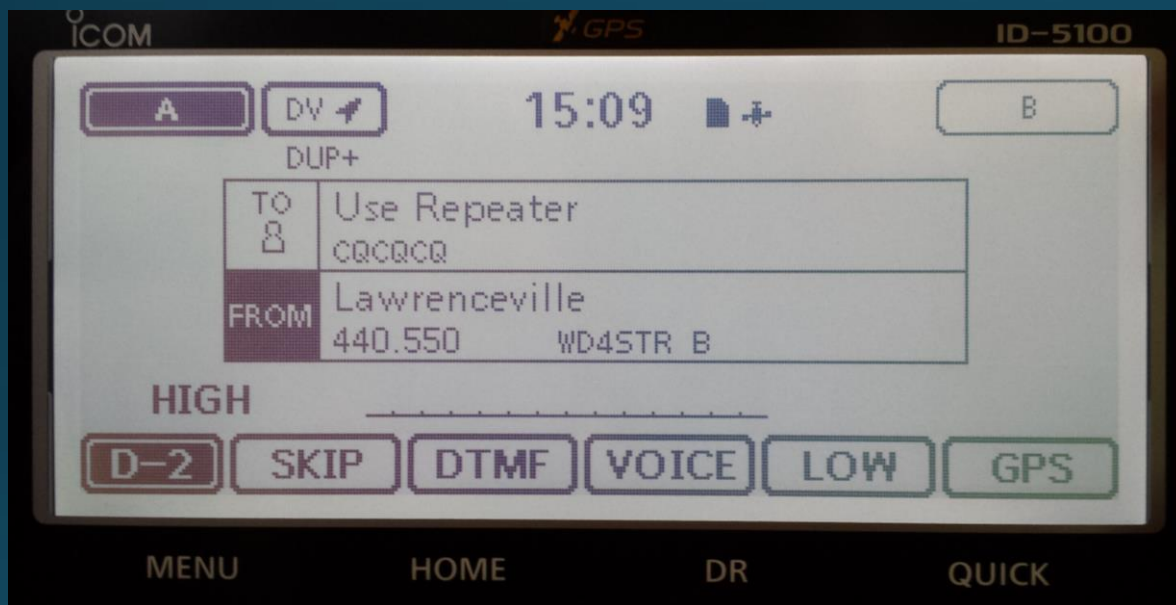 ICOM GPS ID-5100
A DV 15:09 B
DUP+
TO Use Repeater
CQCQCQ
FROM Lawrenceville
440.550 WD4STR B
HIGH
D-2 SKIP DTMF VOICE LOW GPS
MENU HOME DR QUICK